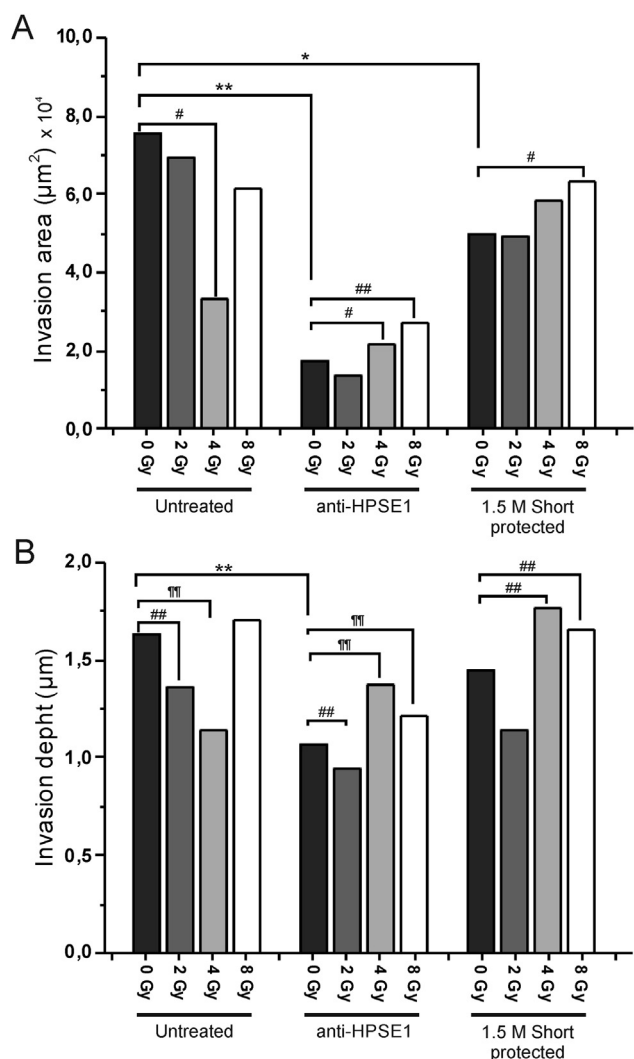 A
Invasion area (µm²) x 10⁴
10,0
8,0
6,0
4,0
2,0
0,0
*
**
#
#
##
#
0 Gy 2 Gy 4 Gy 8 Gy 0 Gy 2 Gy 4 Gy 8 Gy 0 Gy 2 Gy 4 Gy 8 Gy
Untreated anti-HPSE1 1.5 M Short
protected
B
Invasion depht (µm)
2,0
1,5
1,0
0,5
0,0
**
¶¶
##
¶¶
¶¶
##
##
##
0 Gy 2 Gy 4 Gy 8 Gy 0 Gy 2 Gy 4 Gy 8 Gy 0 Gy 2 Gy 4 Gy 8 Gy
Untreated anti-HPSE1 1.5 M Short
protected